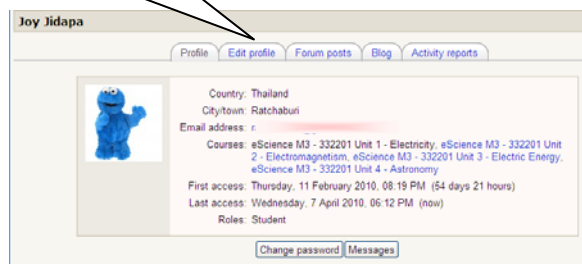 Joy Jidapa
Profile Edit profile Forum posts Blog Activity reports
Country: Thailand
City/town: Ratchaburi
Email address:
Courses: eScience M3 - 332201 Unit 1 - Electricity, eScience M3 - 332201 Unit
2 - Electromagnetism, eScience M3 - 332201 Unit 3 - Electric Energy,
eScience M3 - 332201 Unit 4 - Astronomy
First access: Thursday, 11 February 2010, 08:19 PM (54 days 21 hours)
Last access: Wednesday, 7 April 2010, 06:12 PM (now)
Roles: Student
Change password Messages